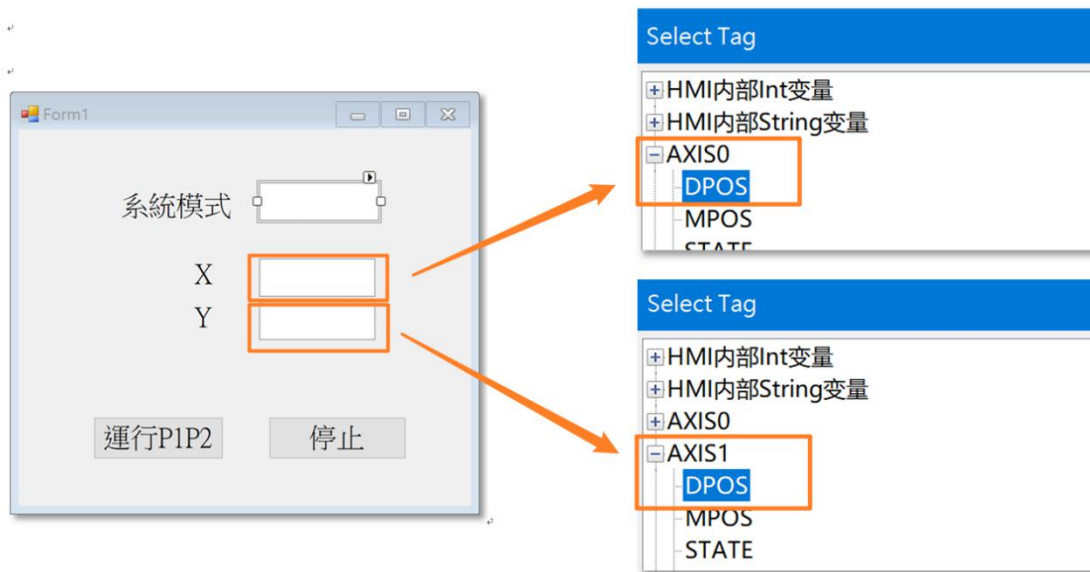 Form1
系統模式
X
Y
運行P1P2
停止
Select Tag
HMI内部Int变量
HMI内部String变量
AXIS0
DPOS
MPOS
STATE
Select Tag
HMI内部Int变量
HMI内部String变量
AXIS0
AXIS1
DPOS
MPOS
STATE